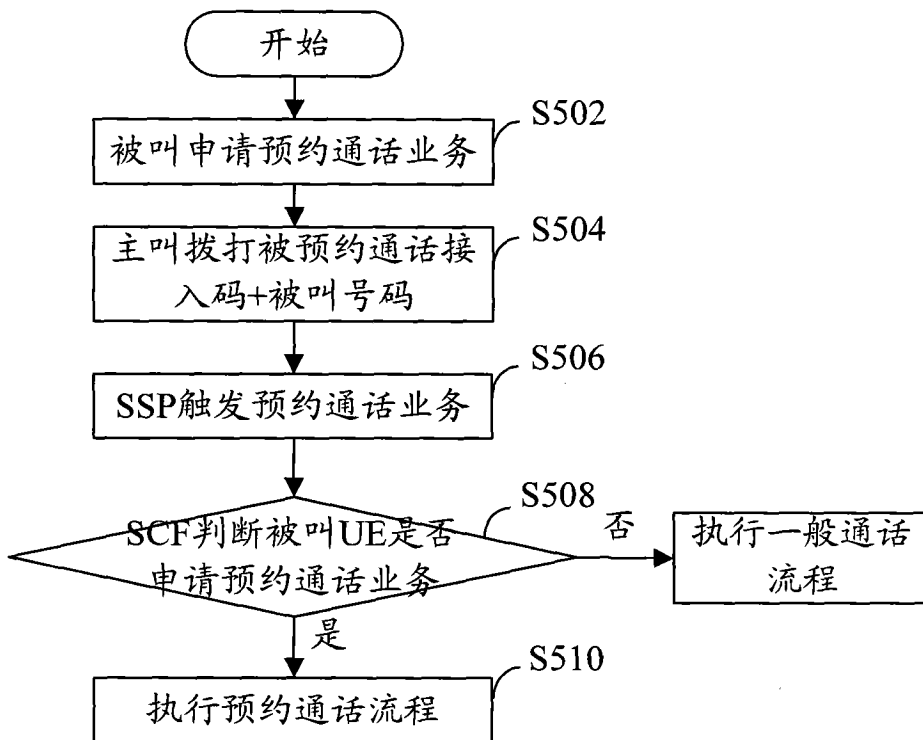 开始
S502
被叫申请预约通话业务
S504
主叫拨打被预约通话接
入码+被叫号码
S506
SSP触发预约通话业务
S508
SCF判断被叫UE是否
申请预约通话业务
否
执行一般通话
流程
是
S510
执行预约通话流程